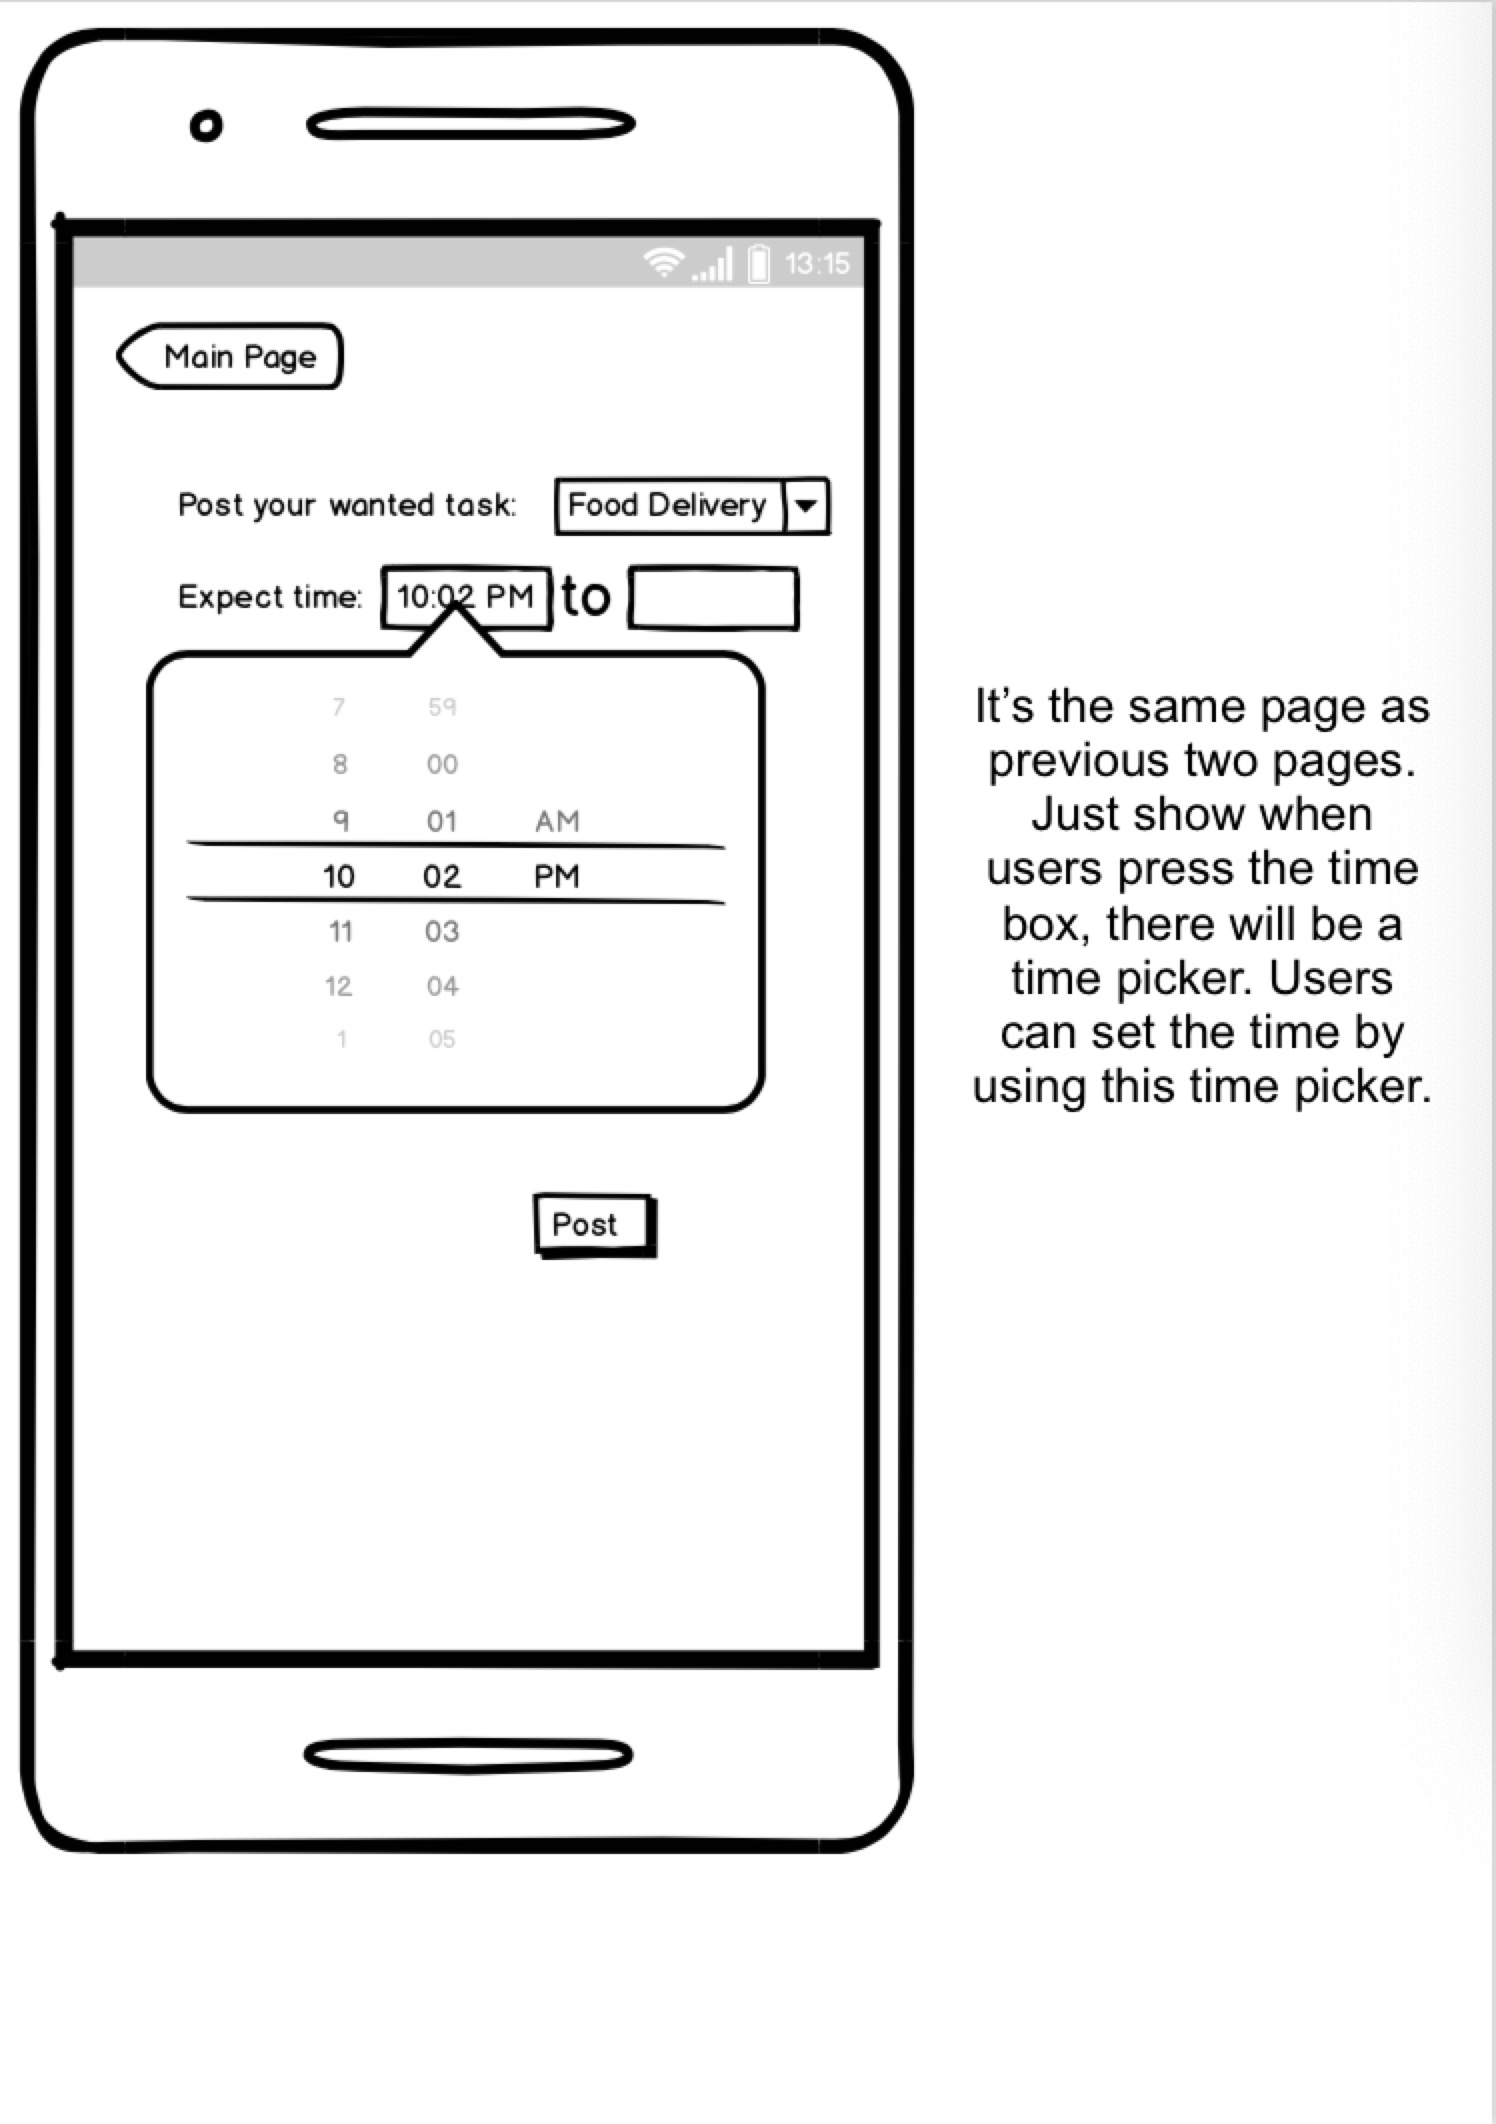 13:15
Main Page
Post your wanted task: Food Delivery
Expect time: 10:02 PM to
7 59
8 00
9 01 AM
10 02 PM
11 03
12 04
1 05
Post
It’s the same page as
previous two pages.
Just show when
users press the time
box, there will be a
time picker. Users
can set the time by
using this time picker.